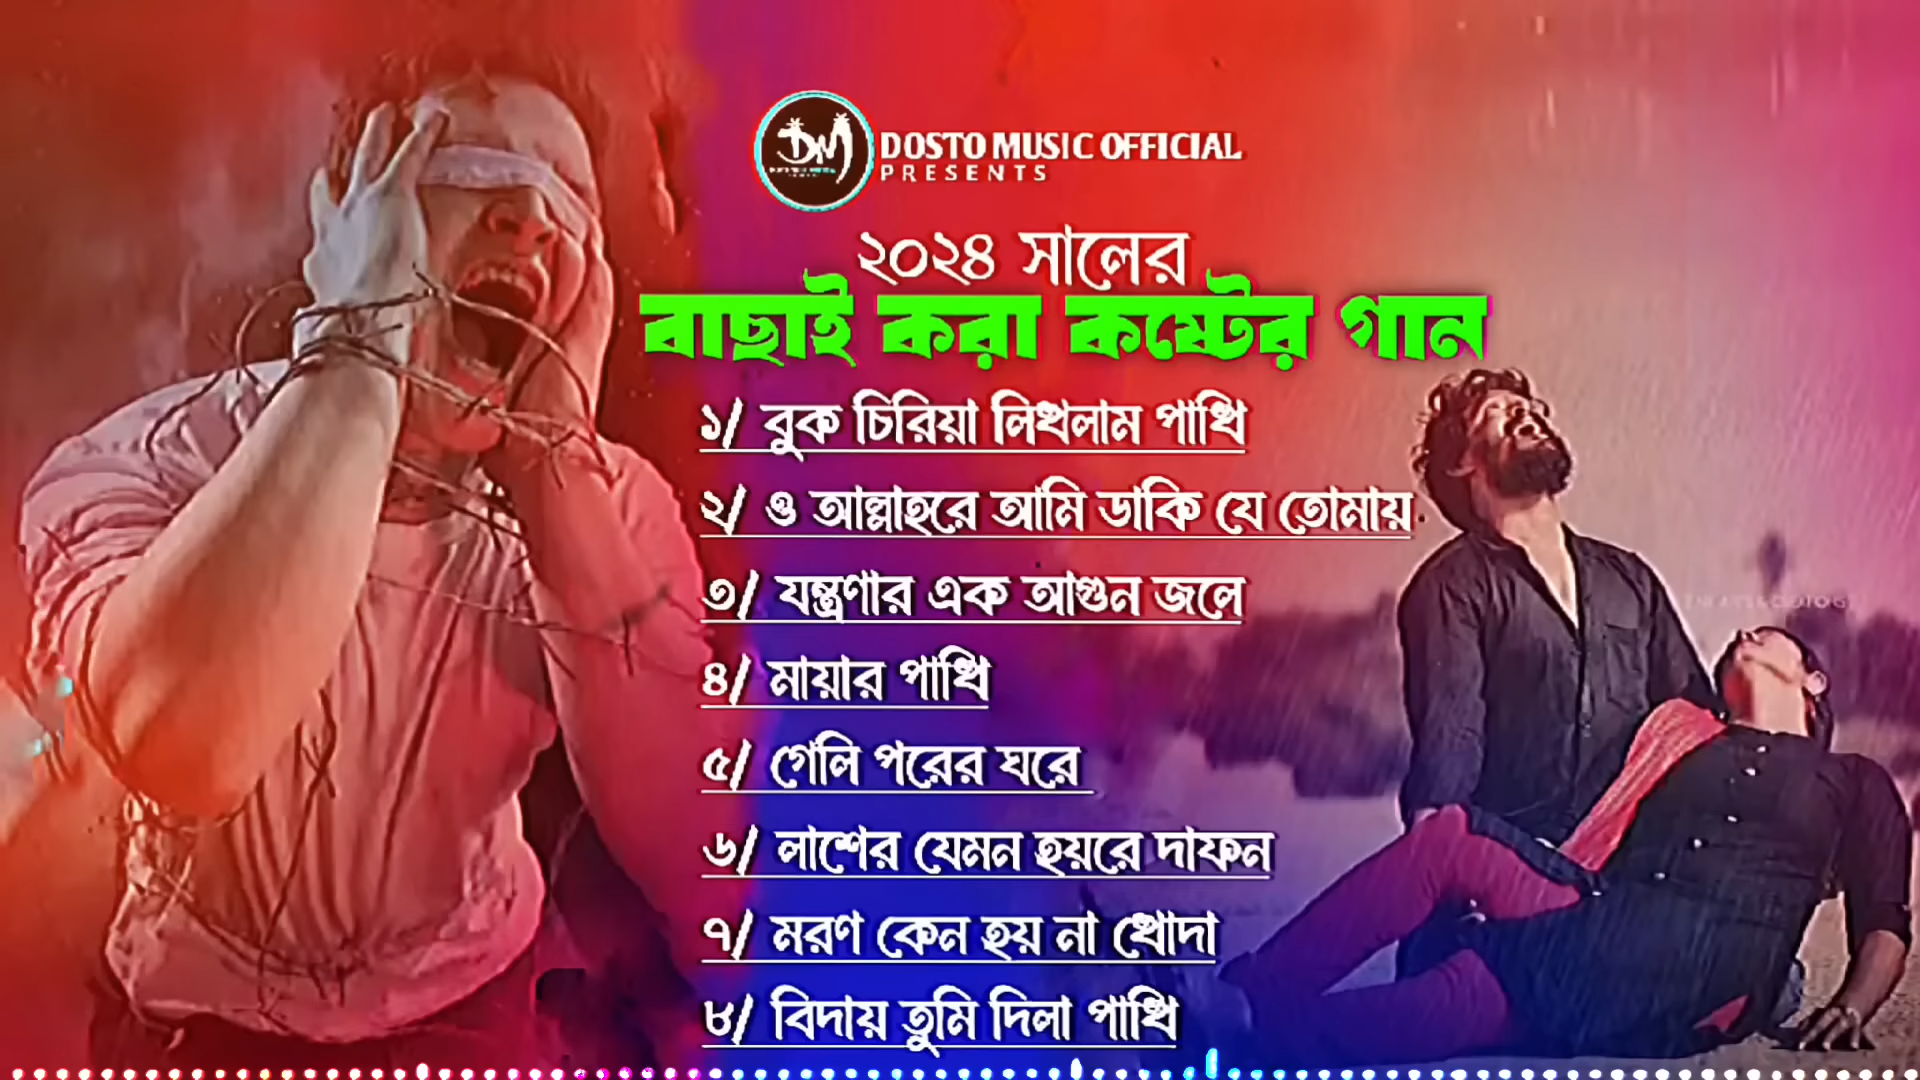 DM
DOSTO MUSIC OFFICIAL
PRESENTS
২০২৪ সালের
বাছাই করা কষ্টের গান
১/ বুক চিরিয়া লিখলাম পাখি
২/ ও আল্লাহরে আমি ডাকি যে তোমায়
৩/ যন্ত্রণার এক আগুন জলে
৪/ মায়ার পাখি
৫/ গেলি পরের ঘরে
৬/ লাশের যেমন হয়রে দাফন
৭/ মরণ কেন হয় না খোদা
৮/ বিদায় তুমি দিলা পাখি